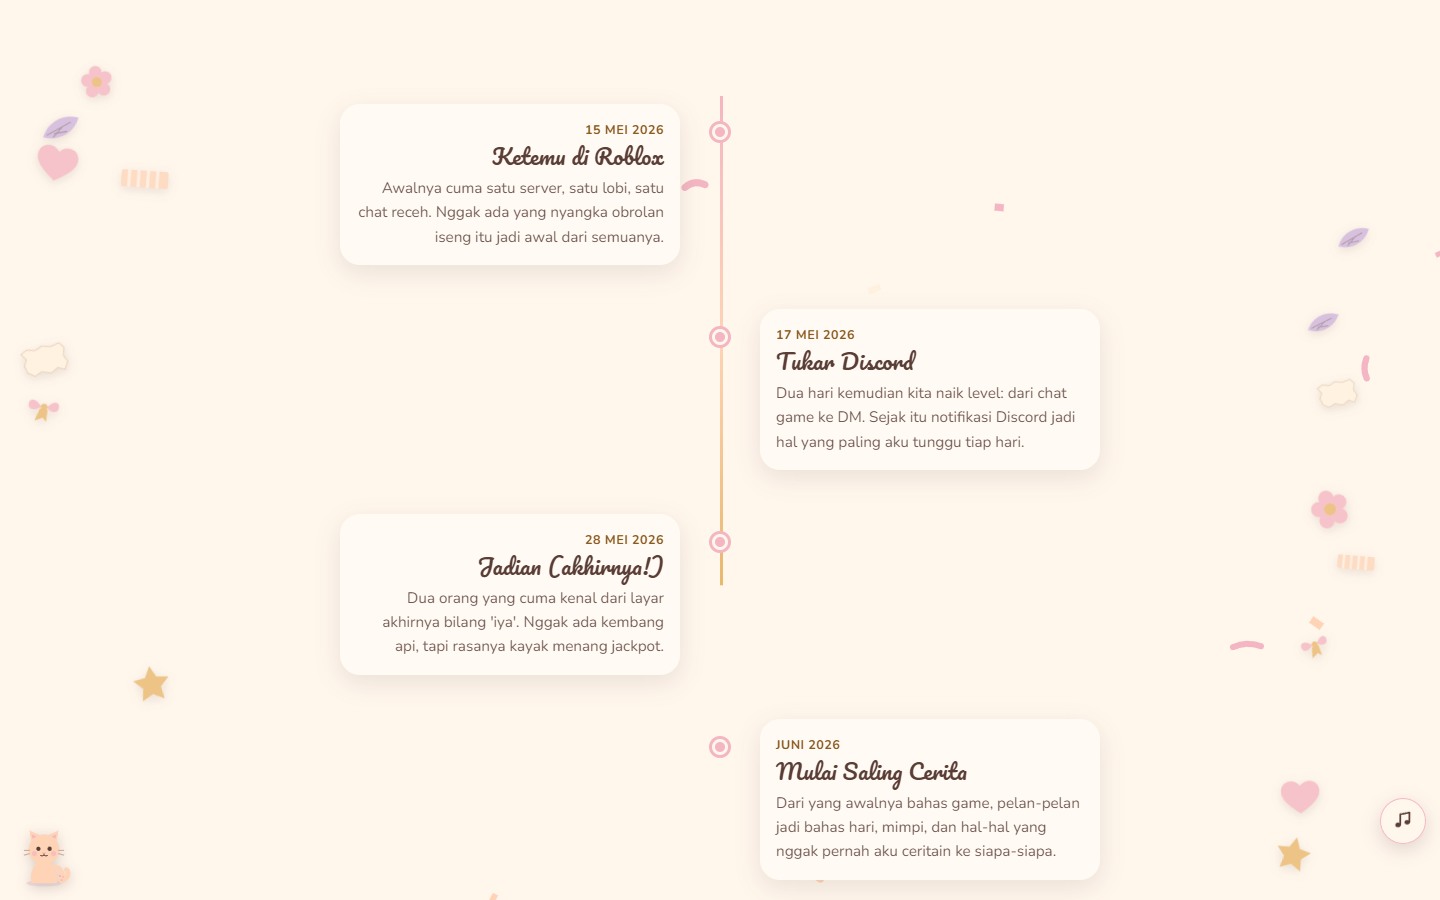 15 MEI 2026
Ketemu di Roblox
Awalnya cuma satu server, satu lobi, satu
chat receh. Nggak ada yang nyangka obrolan
iseng itu jadi awal dari semuanya.
17 MEI 2026
Tukar Discord
Dua hari kemudian kita naik level: dari chat
game ke DM. Sejak itu notifikasi Discord jadi
hal yang paling aku tunggu tiap hari.
28 MEI 2026
Jadian (akhirnya!)
Dua orang yang cuma kenal dari layar
akhirnya bilang 'iya'. Nggak ada kembang
api, tapi rasanya kayak menang jackpot.
JUNI 2026
Mulai Saling Cerita
Dari yang awalnya bahas game, pelan-pelan
jadi bahas hari, mimpi, dan hal-hal yang
nggak pernah aku ceritain ke siapa-siapa.